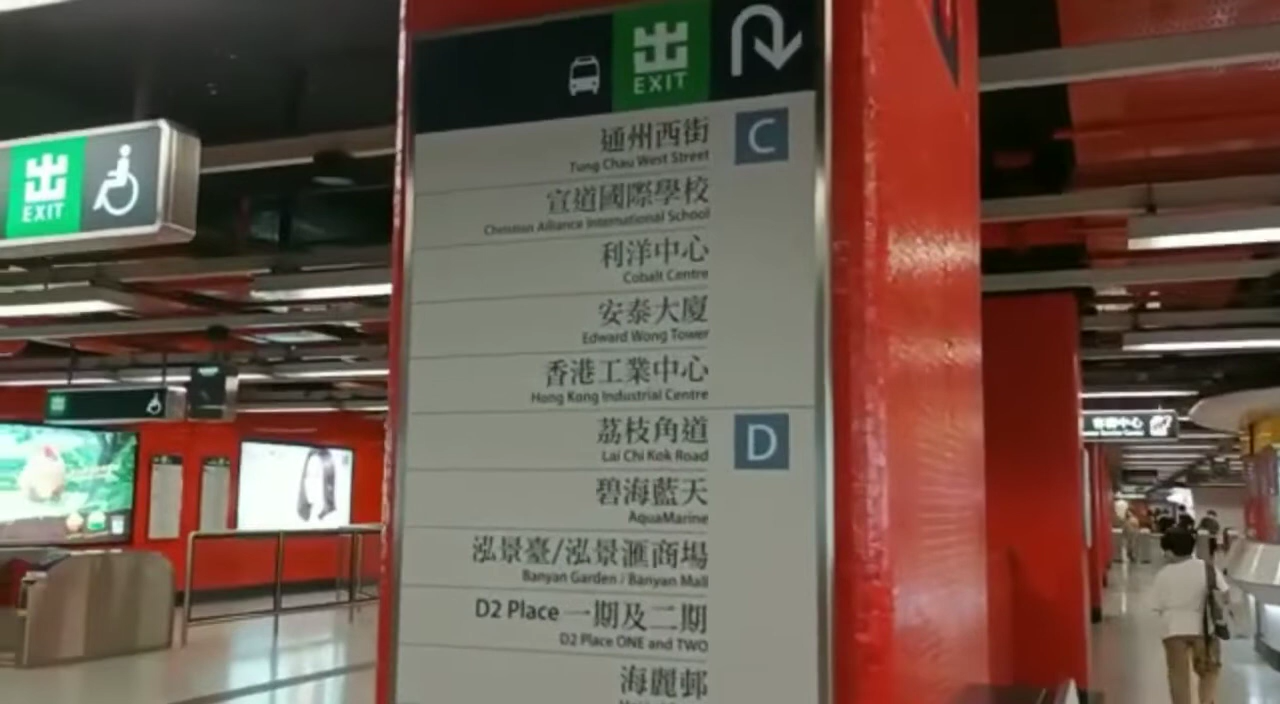 出
EXIT
出
EXIT
通州西街
C
Tung Chau West Street
宣道國際學校
Christian Alliance International School
利洋中心
Cobalt Centre
安泰大廈
Edward Wong Tower
香港工業中心
Hong Kong Industrial Centre
荔枝角道
D
Lai Chi Kok Road
碧海藍天
AquaMarine
泓景臺/泓景滙商場
Banyan Garden / Banyan Mall
D2 Place 一期及二期
D2 Place ONE and TWO
海麗邨